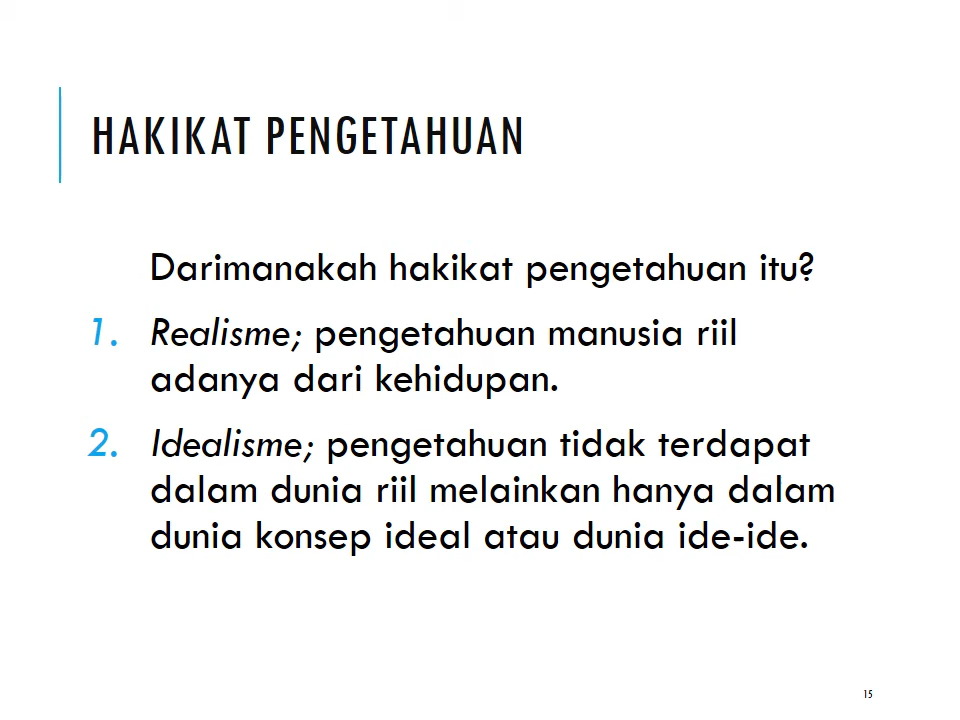 HAKIKAT PENGETAHUAN
Darimanakah hakikat pengetahuan itu?
1. Realisme; pengetahuan manusia riil
adanya dari kehidupan.
2. Idealisme; pengetahuan tidak terdapat
dalam dunia riil melainkan hanya dalam
dunia konsep ideal atau dunia ide-ide.
15